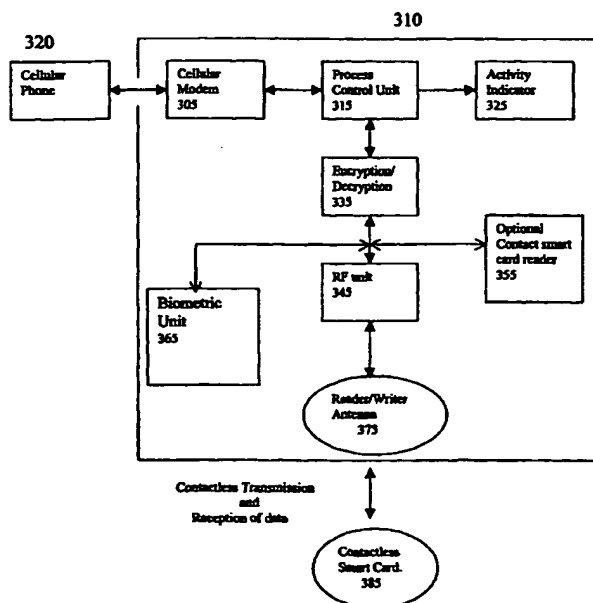 310
320
Cellular
Phone
Cellular
Modem
305
Process
Control Unit
315
Activity
Indicator
325
Encryption/
Decryption
335
Optional
Contact smart
card reader
355
RF unit
345
Biometric
Unit
365
Reader/Writer
Antenna
375
Contactless Transmission
and
Reception of data
Contactless
Smart Card.
385